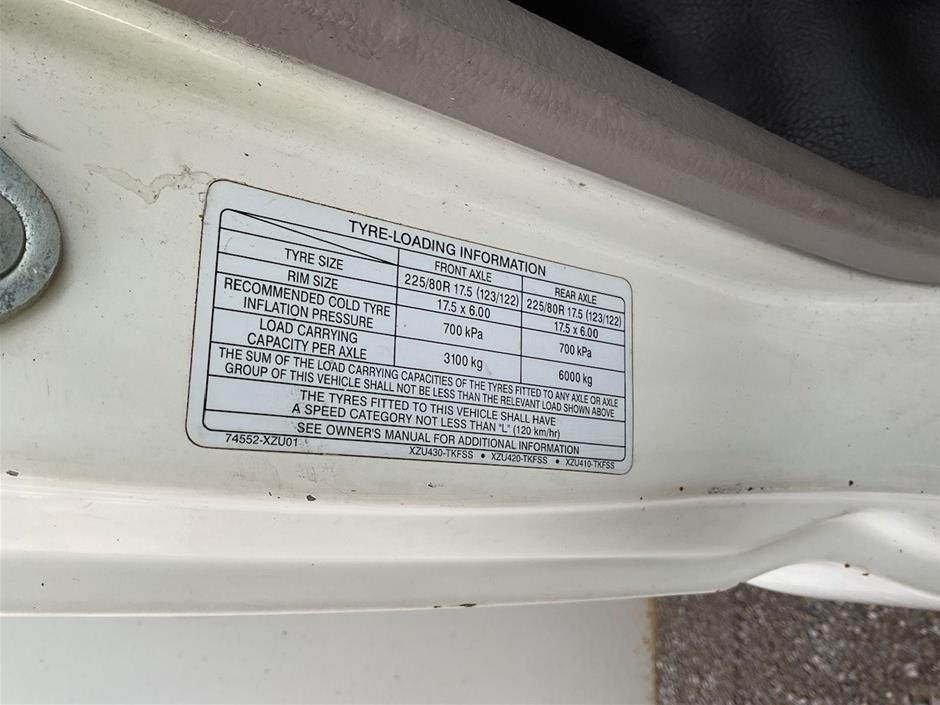 TYRE-LOADING INFORMATION
FRONT AXLE REAR AXLE
TYRE SIZE 225/80R 17.5 (123/122) 225/80R 17.5 (123/122)
RIM SIZE 17.5 x 6.00 17.5 x 6.00
RECOMMENDED COLD TYRE
INFLATION PRESSURE 700 kPa 700 kPa
LOAD CARRYING
CAPACITY PER AXLE 3100 kg 6000 kg
THE SUM OF THE LOAD CARRYING CAPACITIES OF THE TYRES FITTED TO ANY AXLE OR AXLE
GROUP OF THIS VEHICLE SHALL NOT BE LESS THAN THE RELEVANT LOAD SHOWN ABOVE
THE TYRES FITTED TO THIS VEHICLE SHALL HAVE
A SPEED CATEGORY NOT LESS THAN "L" (120 km/hr)
SEE OWNER'S MANUAL FOR ADDITIONAL INFORMATION
74552-XZU01 XZU430-TKFSS • XZU420-TKFSS • XZU410-TKFSS